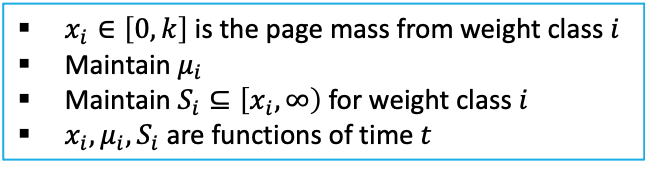 ▪ 𝑥ᵢ ∈ [0, 𝑘] is the page mass from weight class 𝑖
▪ Maintain 𝜇ᵢ
▪ Maintain 𝑆ᵢ ⊆ [𝑥ᵢ, ∞) for weight class 𝑖
▪ 𝑥ᵢ, 𝜇ᵢ, 𝑆ᵢ are functions of time 𝑡